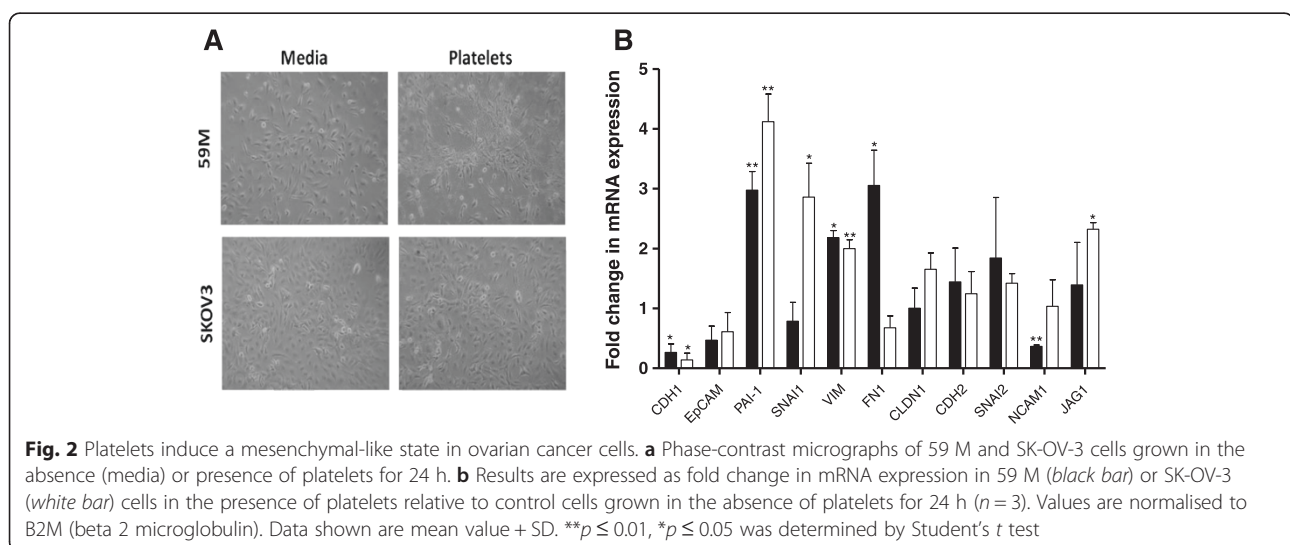 A
Media Platelets
59M
SKOV3
B
Fold change in mRNA expression
5
4
3
2
1
0
* * ** ** * * ** * ** *
CDH1 EpCAM PAI-1 SNAI1 VIM FN1 CLDN1 CDH2 SNAI2 NCAM1 JAG1
Fig. 2 Platelets induce a mesenchymal-like state in ovarian cancer cells. a Phase-contrast micrographs of 59 M and SK-OV-3 cells grown in the
absence (media) or presence of platelets for 24 h. b Results are expressed as fold change in mRNA expression in 59 M (black bar) or SK-OV-3
(white bar) cells in the presence of platelets relative to control cells grown in the absence of platelets for 24 h (n = 3). Values are normalised to
B2M (beta 2 microglobulin). Data shown are mean value + SD. **p ≤ 0.01, *p ≤ 0.05 was determined by Student's t test